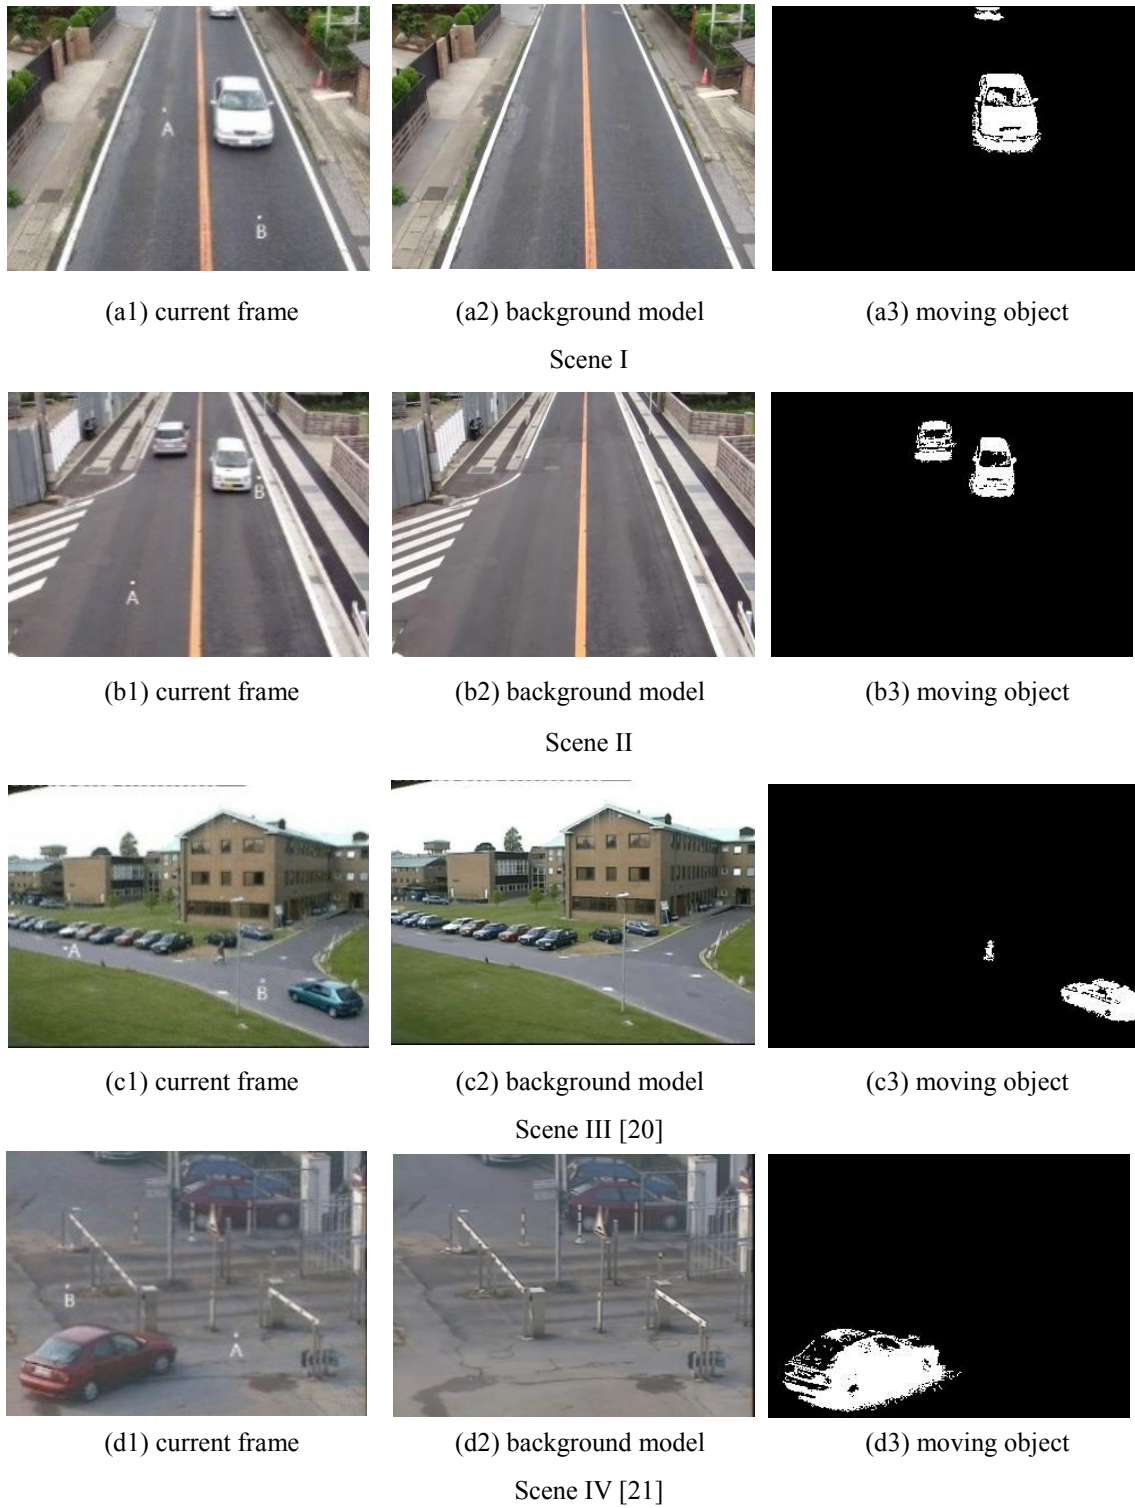 A
B
(a1) current frame
(a2) background model
(a3) moving object
Scene I
B
A
(b1) current frame
(b2) background model
(b3) moving object
Scene II
A
B
(c1) current frame
(c2) background model
(c3) moving object
Scene III [20]
B
A
(d1) current frame
(d2) background model
(d3) moving object
Scene IV [21]